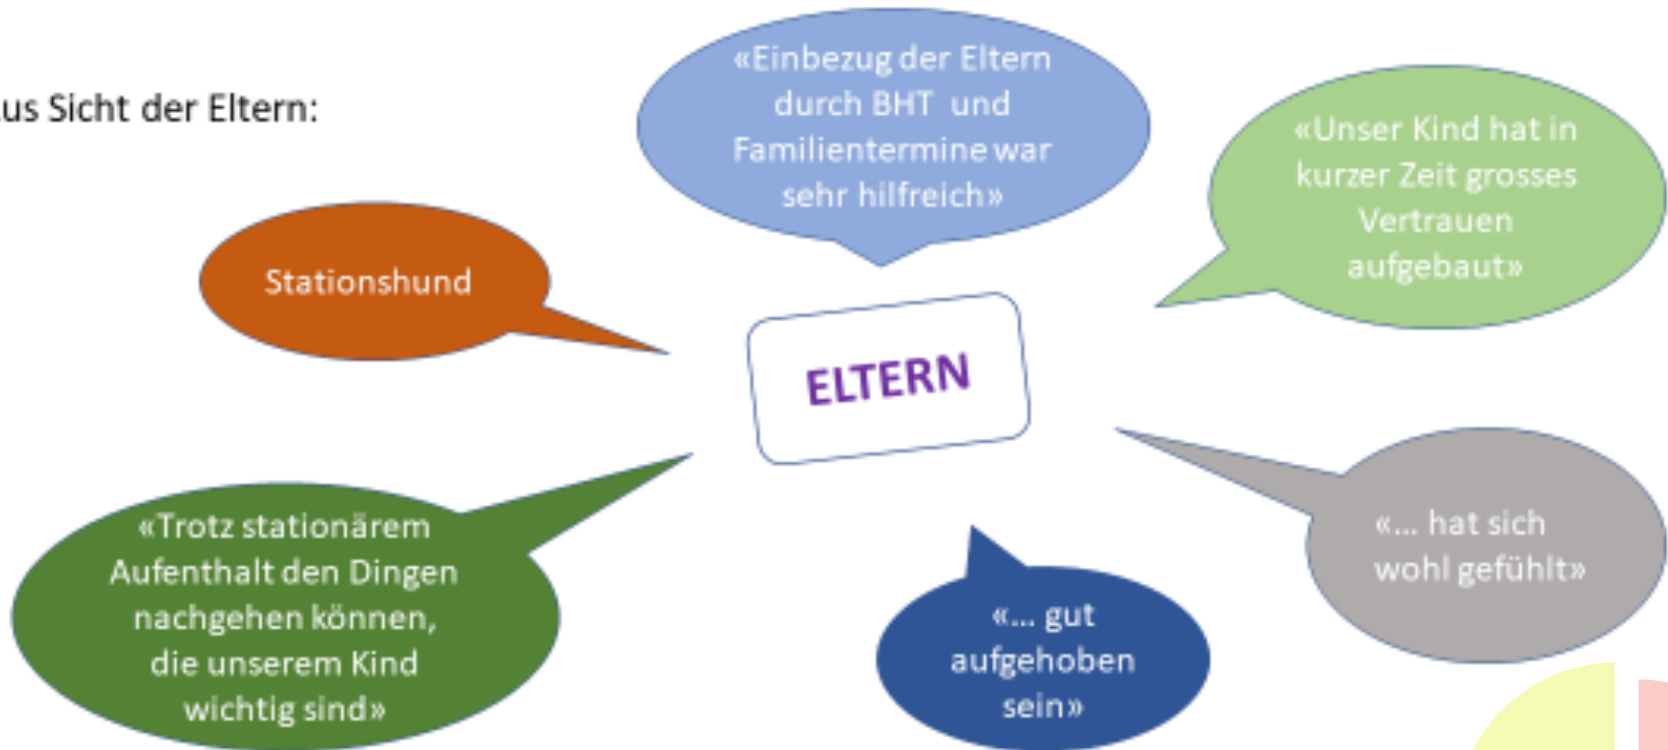 us Sicht der Eltern:
«Einbezug der Eltern
durch BHT und
Familientermine war
sehr hilfreich»
«Unser Kind hat in
kurzer Zeit grosses
Vertrauen
aufgebaut»
Stationshund
ELTERN
«Trotz stationärem
Aufenthalt den Dingen
nachgehen können,
die unserem Kind
wichtig sind»
«... gut
aufgehoben
sein»
«... hat sich
wohl gefühlt»